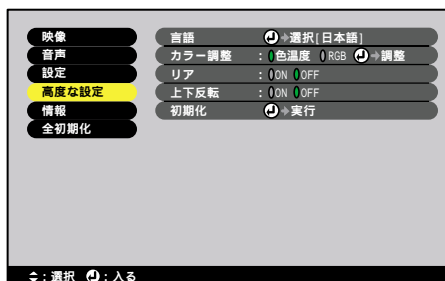 映像
音声
設定
高度な設定
情報
全初期化
言語 選択[日本語]
カラー調整 : 色温度 RGB 調整
リア : ON OFF
上下反転 : ON OFF
初期化 実行
: 選択 : 入る